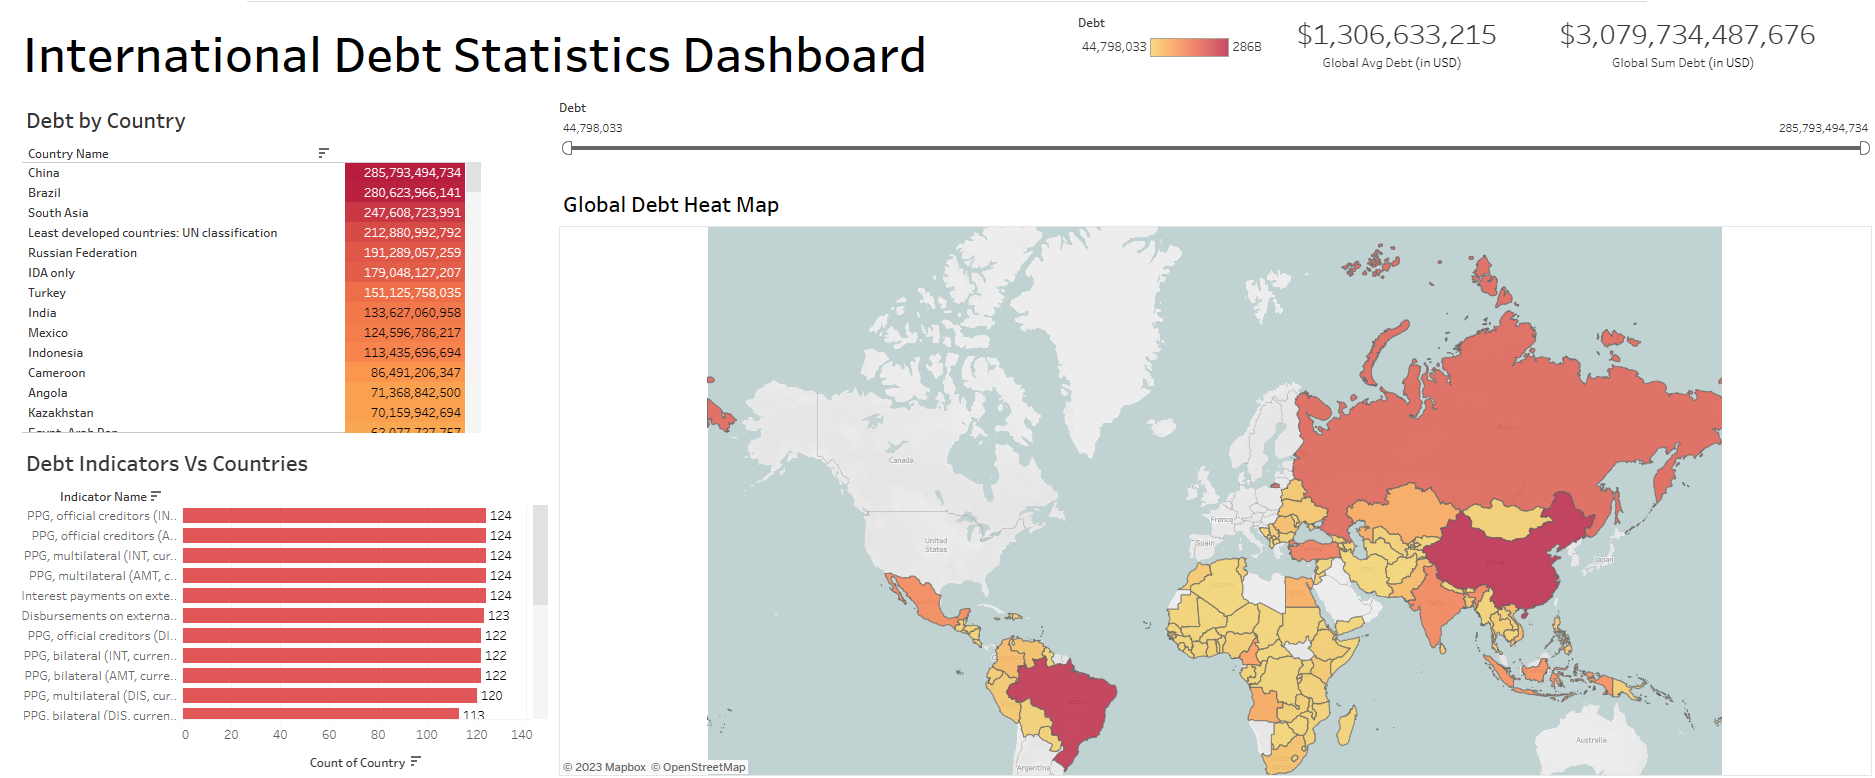 International Debt Statistics Dashboard
Debt
44,798,033 286B
$1,306,633,215
Global Avg Debt (in USD)
$3,079,734,487,676
Global Sum Debt (in USD)
Debt by Country
Country Name
China 285,793,494,734
Brazil 280,623,966,141
South Asia 247,608,723,991
Least developed countries: UN classification 212,880,992,792
Russian Federation 191,289,057,259
IDA only 179,048,127,207
Turkey 151,125,758,035
India 133,627,060,958
Mexico 124,596,786,217
Indonesia 113,435,696,694
Cameroon 86,491,206,347
Angola 71,368,842,500
Kazakhstan 70,159,942,694
Debt Indicators Vs Countries
Indicator Name
PPG, official creditors (IN.. 124
PPG, official creditors (A.. 124
PPG, multilateral (INT, cur.. 124
PPG, multilateral (AMT, c.. 124
Interest payments on exte.. 124
Disbursements on externa.. 123
PPG, official creditors (DI.. 122
PPG, bilateral (INT, curren.. 122
PPG, bilateral (AMT, curre.. 122
PPG, multilateral (DIS, cur.. 120
PPG, bilateral (DIS, curren.. 113
0 20 40 60 80 100 120 140
Count of Country
Debt
44,798,033 285,793,494,734
Global Debt Heat Map
Canada
United
States
France
Spain
Japan
Australia
Argentina
© 2023 Mapbox © OpenStreetMap